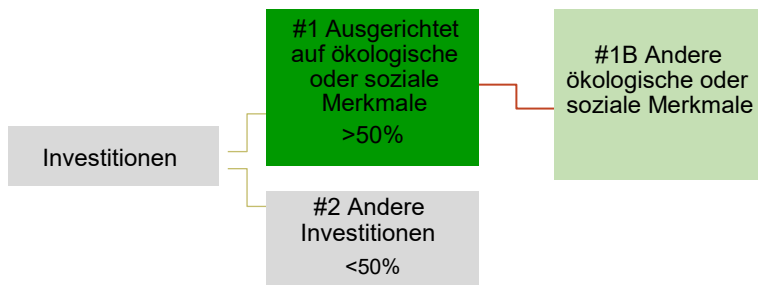 Investitionen
#1 Ausgerichtet
auf ökologische
oder soziale
Merkmale
>50%
#2 Andere
Investitionen
<50%
#1B Andere
ökologische oder
soziale Merkmale